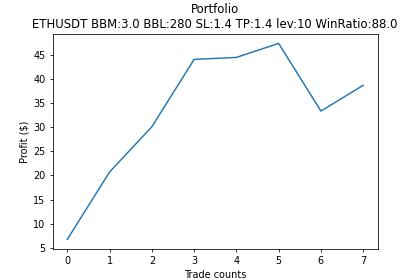 Portfolio
ETHUSDT BBM:3.0 BBL:280 SL:1.4 TP:1.4 lev:10 WinRatio:88.0
45
40
35
30
25
20
15
10
5
Profit ($)
0 1 2 3 4 5 6 7
Trade counts